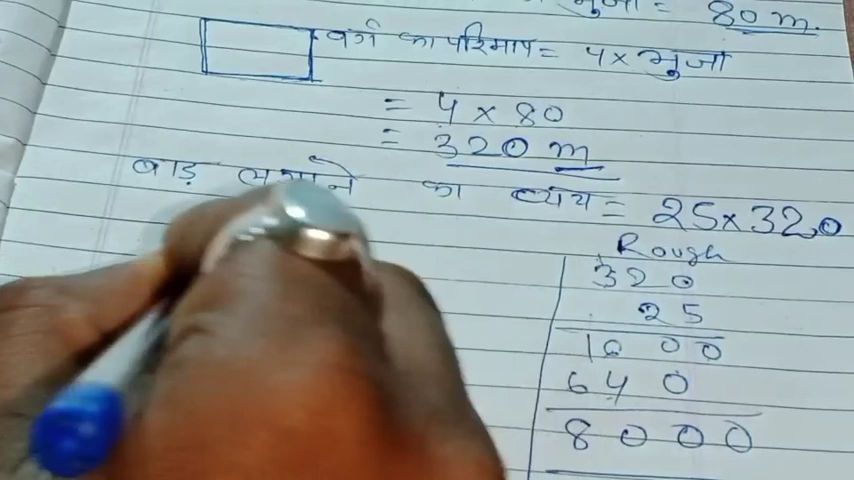 भुजा = 80 m.
वर्ग का परिमाप = 4 × भुजा
= 4 × 80
= 320 m
बाड़ लगाने का व्यय = 25×320
Rough
320
25
1600
640
8000